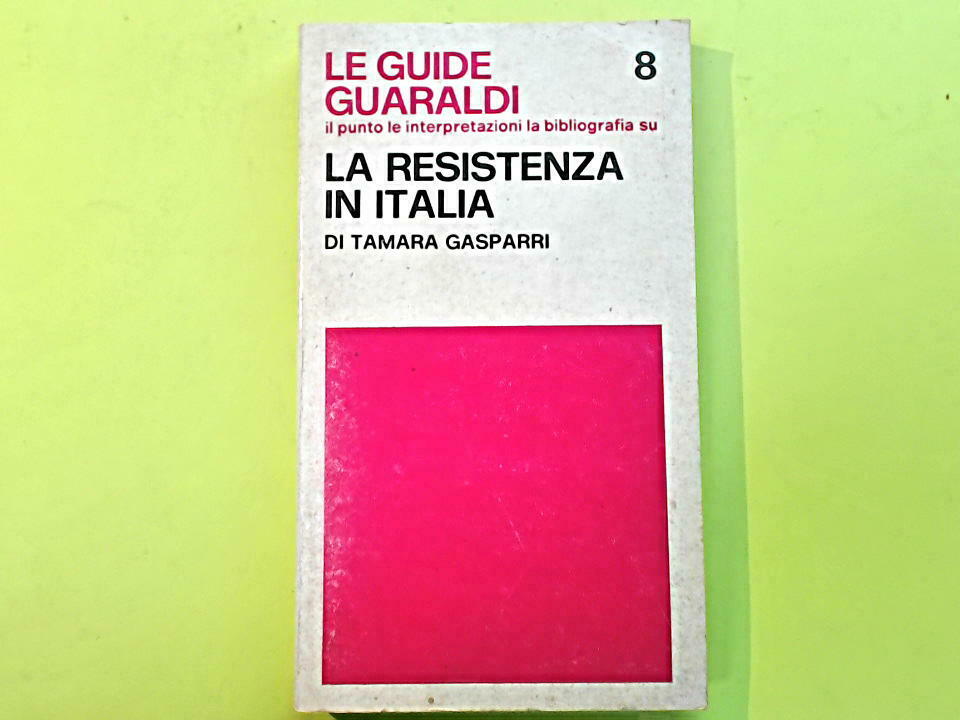 LE GUIDE 8
GUARALDI
il punto le interpretazioni la bibliografia su
LA RESISTENZA
IN ITALIA
DI TAMARA GASPARRI